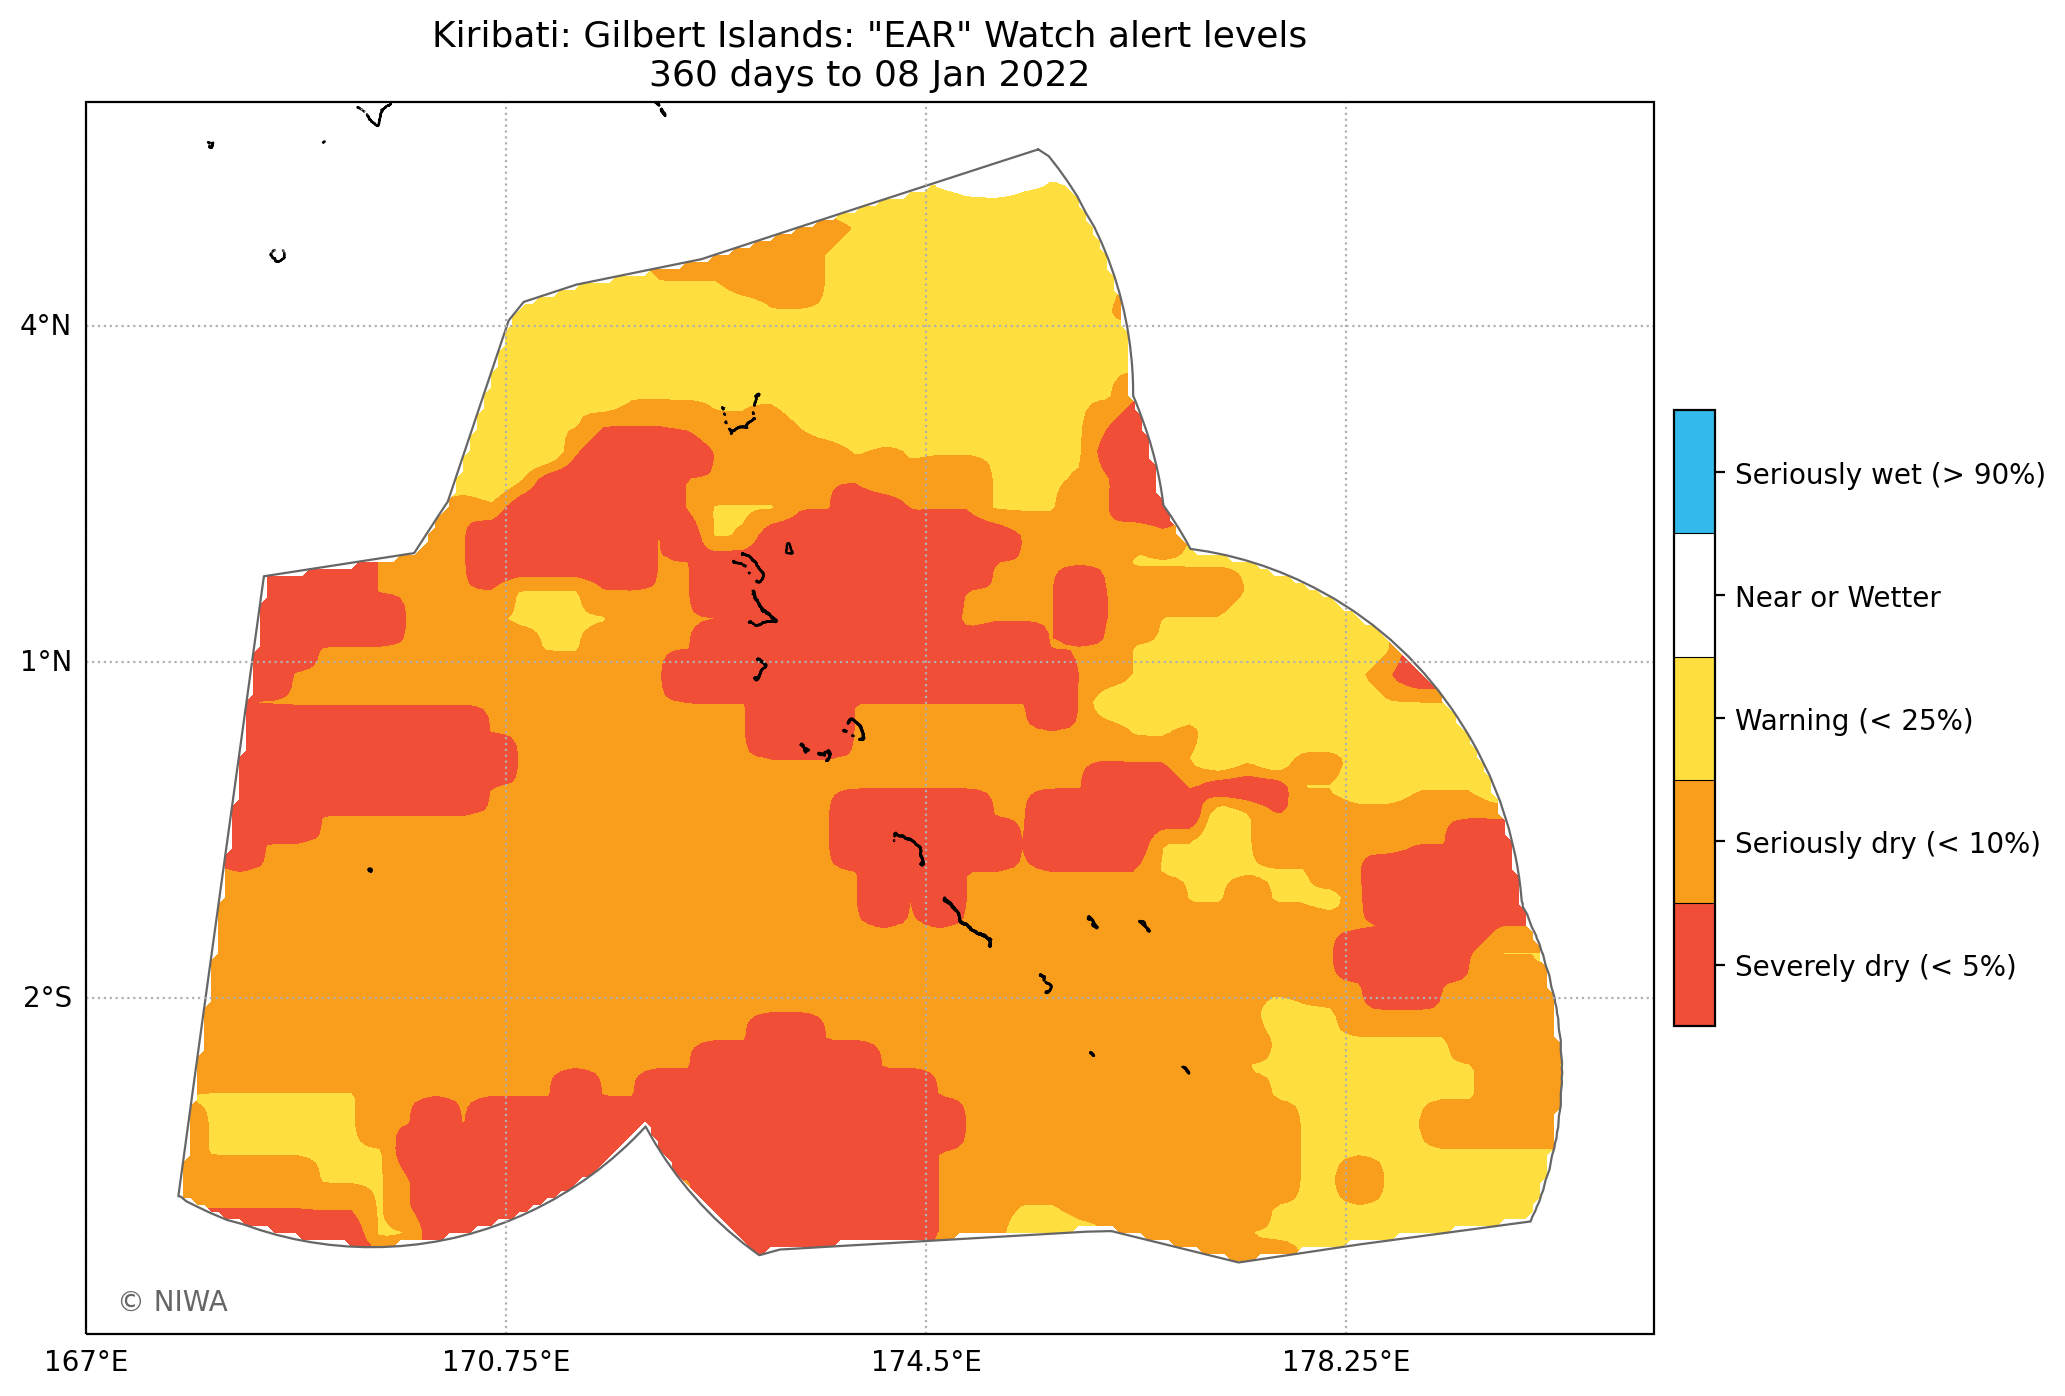 Kiribati: Gilbert Islands: "EAR" Watch alert levels
360 days to 08 Jan 2022
4°N
1°N
2°S
167°E
170.75°E
174.5°E
178.25°E
Seriously wet (> 90%)
Near or Wetter
Warning (< 25%)
Seriously dry (< 10%)
Severely dry (< 5%)
© NIWA